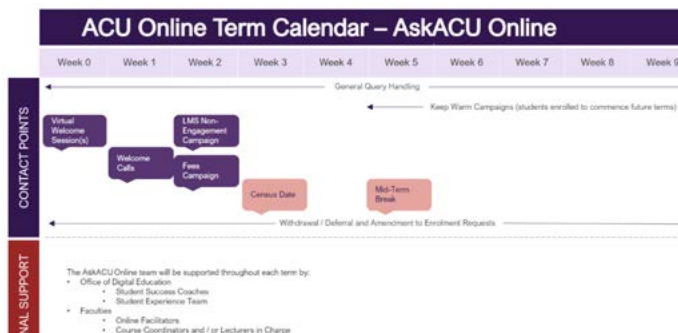 ACU Online Term Calendar – AskACU Online
Week 0 Week 1 Week 2 Week 3 Week 4 Week 5 Week 6 Week 7 Week 8 Week 9
General Query Handling
Keep Warm Campaigns (students enrolled to commence future terms)
CONTACT POINTS
Virtual
Welcome
Session(s)
LMS Non-
Engagement
Campaign
Welcome
Calls
Fees
Campaign
Census Date
Mid-Term
Break
Withdrawal / Deferral and Amendment to Enrolment Requests
NAL SUPPORT
The AskACU Online team will be supported throughout each term by:
• Office of Digital Education
• Student Success Coaches
• Student Experience Team
• Faculties
• Online Facilitators
• Course Coordinators and / or Lecturers in Charge